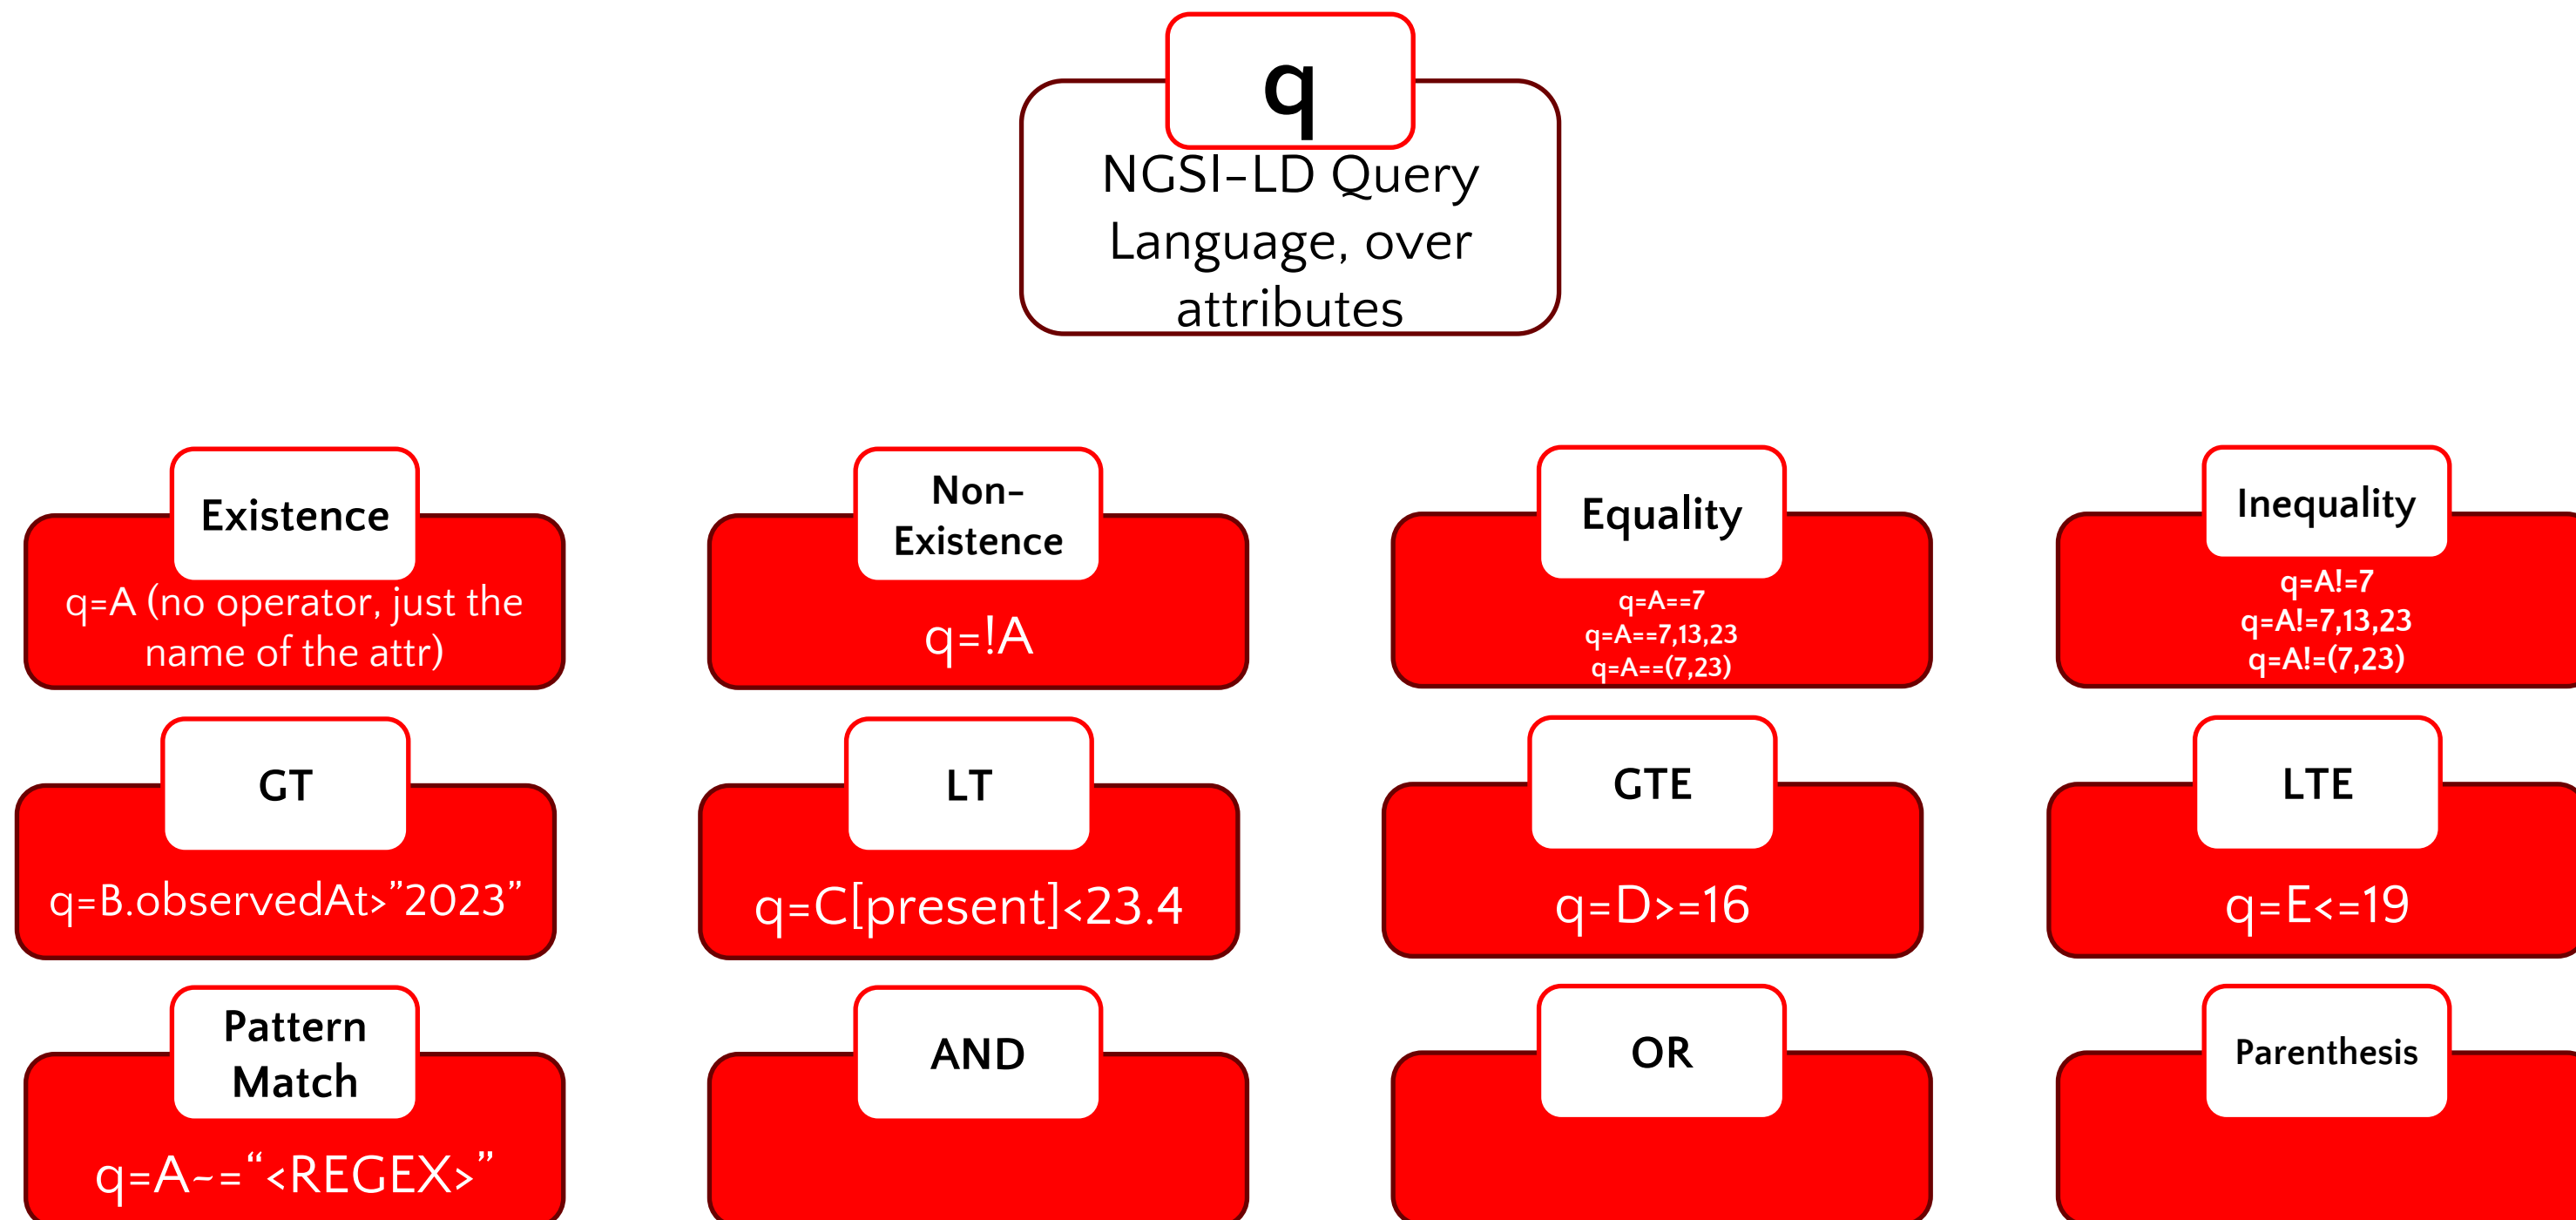 q
NGSI-LD Query
Language, over
attributes
Existence
q=A (no operator, just the
name of the attr)
Non-
Existence
q=!A
Equality
q=A==7
q=A==7,13,23
q=A==(7,23)
Inequality
q=A!=7
q=A!=7,13,23
q=A!=(7,23)
GT
q=B.observedAt>”2023”
LT
q=C[present]<23.4
GTE
q=D>=16
LTE
q=E<=19
Pattern
Match
q=A~=“<REGEX>”
AND
OR
Parenthesis